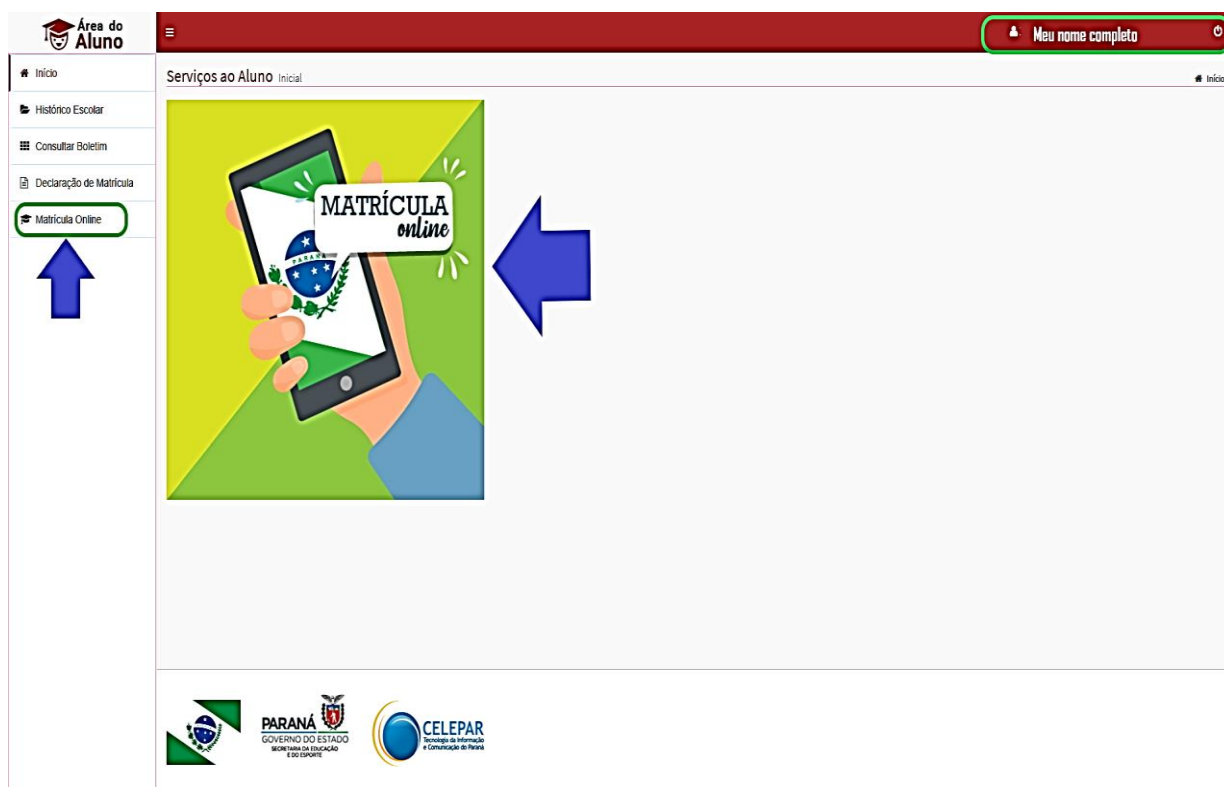 Área do
Aluno
Meu nome completo
Início
Histórico Escolar
Consultar Boletim
Declaração de Matrícula
Matrícula Online
Serviços ao Aluno Inicial
Início
MATRÍCULA
online
PARANÁ
PARANÁ
GOVERNO DO ESTADO
SECRETARIA DA EDUCAÇÃO
E DO ESPORTE
CELEPAR
Tecnologia da Informação
e Comunicação do Paraná